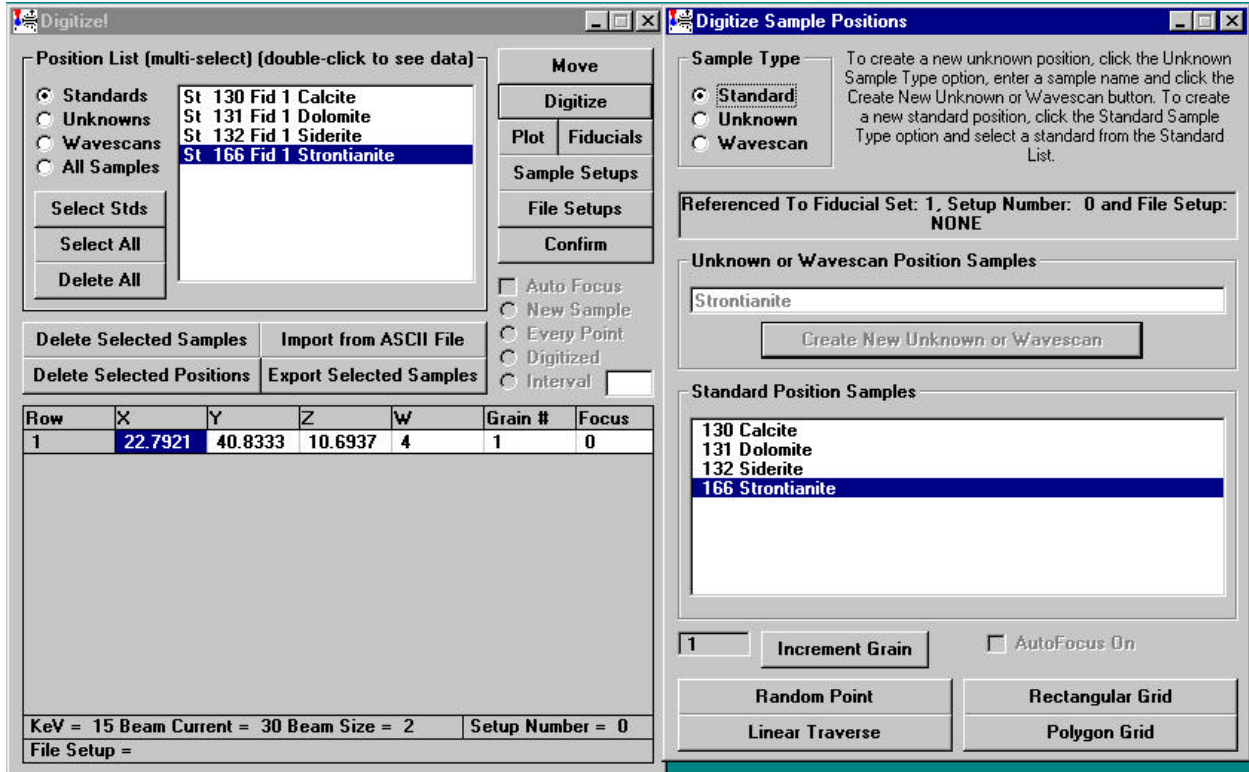 Digitize!
Position List (multi-select) (double-click to see data)
Standards
Unknowns
Wavescans
All Samples
Select Stds
Select All
Delete All
St 130 Fid 1 Calcite
St 131 Fid 1 Dolomite
St 132 Fid 1 Siderite
St 166 Fid 1 Strontianite
Move
Digitize
Plot Fiducials
Sample Setups
File Setups
Confirm
Auto Focus
New Sample
Every Point
Digitized
Interval
Delete Selected Samples Import from ASCII File
Delete Selected Positions Export Selected Samples
Row X Y Z W Grain # Focus
1 22.7921 40.8333 10.6937 4 1 0
KeV = 15 Beam Current = 30 Beam Size = 2 Setup Number = 0
File Setup =
Digitize Sample Positions
Sample Type
Standard
Unknown
Wavescan
To create a new unknown position, click the Unknown
Sample Type option, enter a sample name and click the
Create New Unknown or Wavescan button. To create
a new standard position, click the Standard Sample
Type option and select a standard from the Standard
List.
Referenced To Fiducial Set: 1, Setup Number: 0 and File Setup:
NONE
Unknown or Wavescan Position Samples
Strontianite
Create New Unknown or Wavescan
Standard Position Samples
130 Calcite
131 Dolomite
132 Siderite
166 Strontianite
1 Increment Grain AutoFocus On
Random Point Rectangular Grid
Linear Traverse Polygon Grid